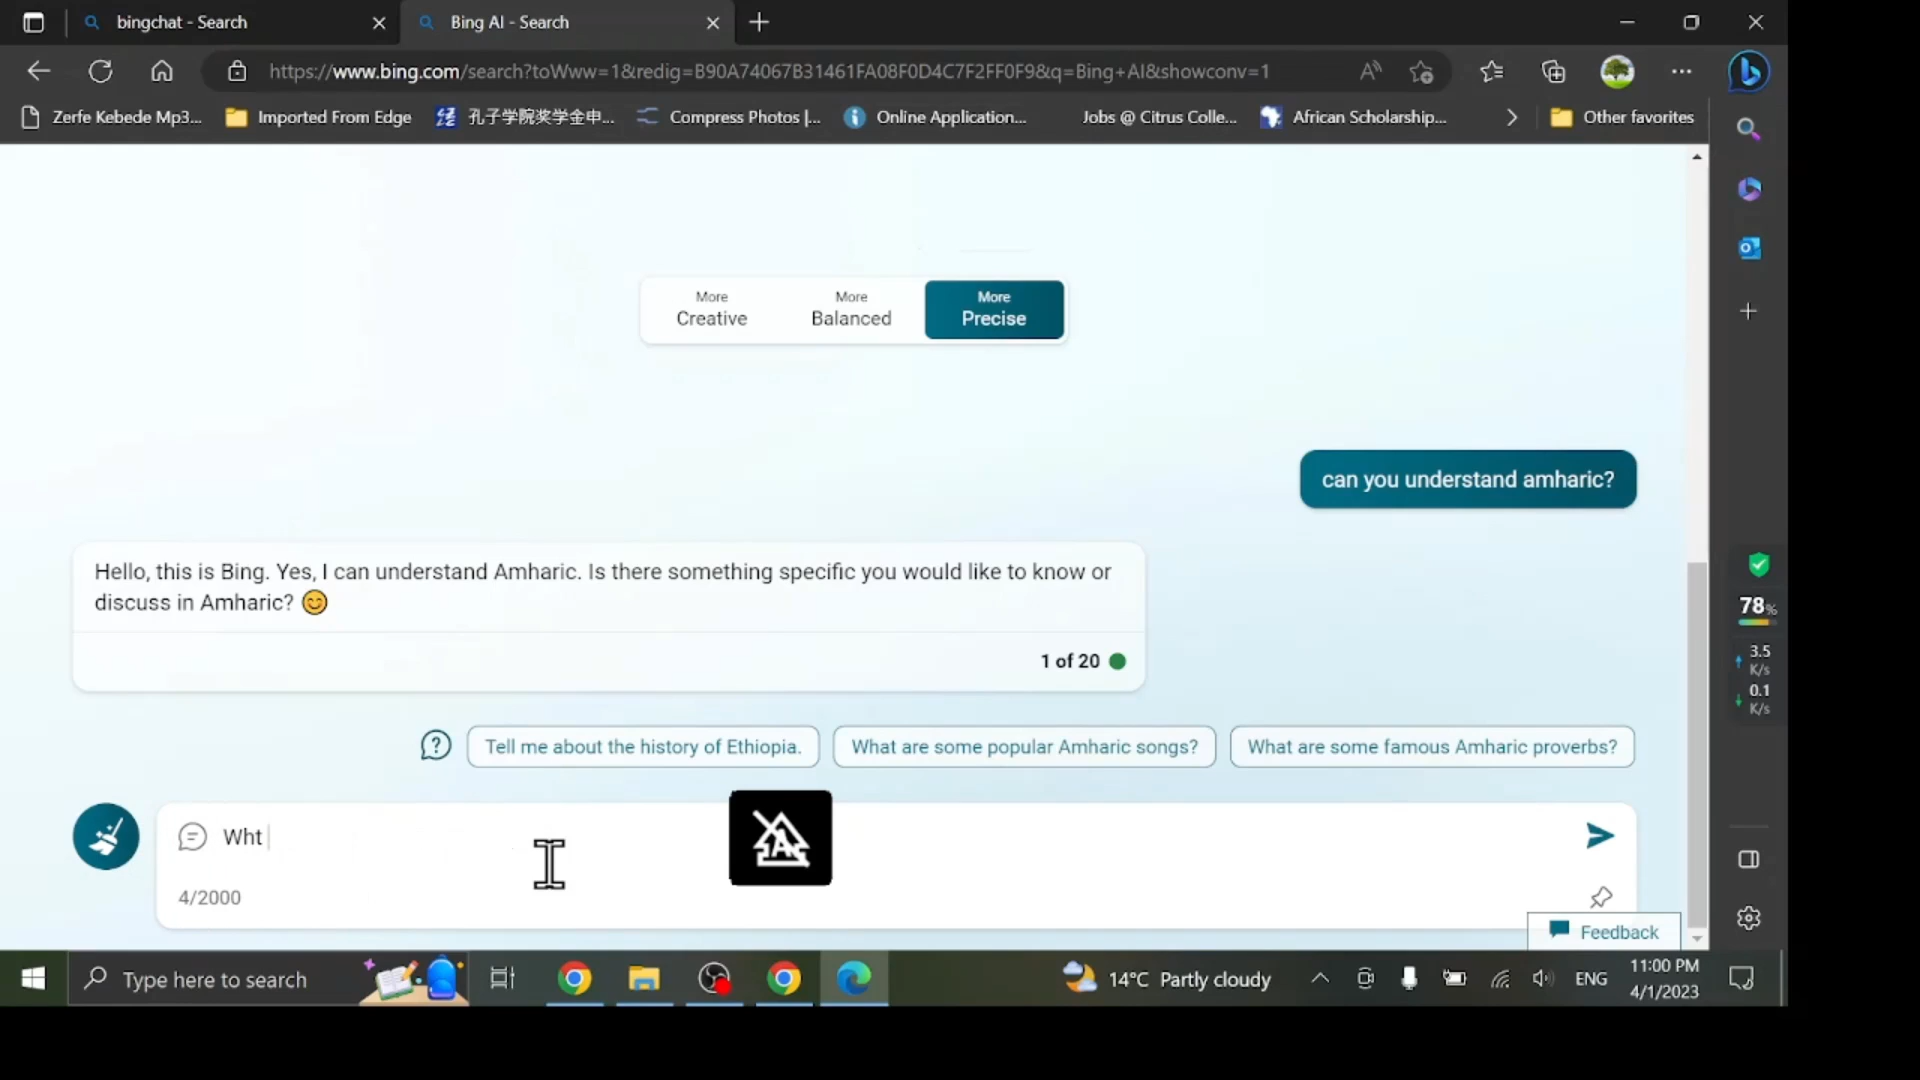 bingchat - Search
Bing AI - Search
https://www.bing.com/search?toWww=1&redig=B90A74067B31461FA08F0D4C7F2FF0F9&q=Bing+AI&showconv=1
Zerfe Kebede Mp3...
Imported From Edge
孔子学院奖学金申...
Compress Photos |...
Online Application...
Jobs @ Citrus Colle...
African Scholarship...
Other favorites
More
Creative
More
Balanced
More
Precise
can you understand amharic?
Hello, this is Bing. Yes, I can understand Amharic. Is there something specific you would like to know or
discuss in Amharic? 😊
1 of 20
Tell me about the history of Ethiopia.
What are some popular Amharic songs?
What are some famous Amharic proverbs?
Wht
4/2000
Feedback
78%
3.5
K/s
0.1
K/s
Type here to search
14°C Partly cloudy
ENG
11:00 PM
4/1/2023